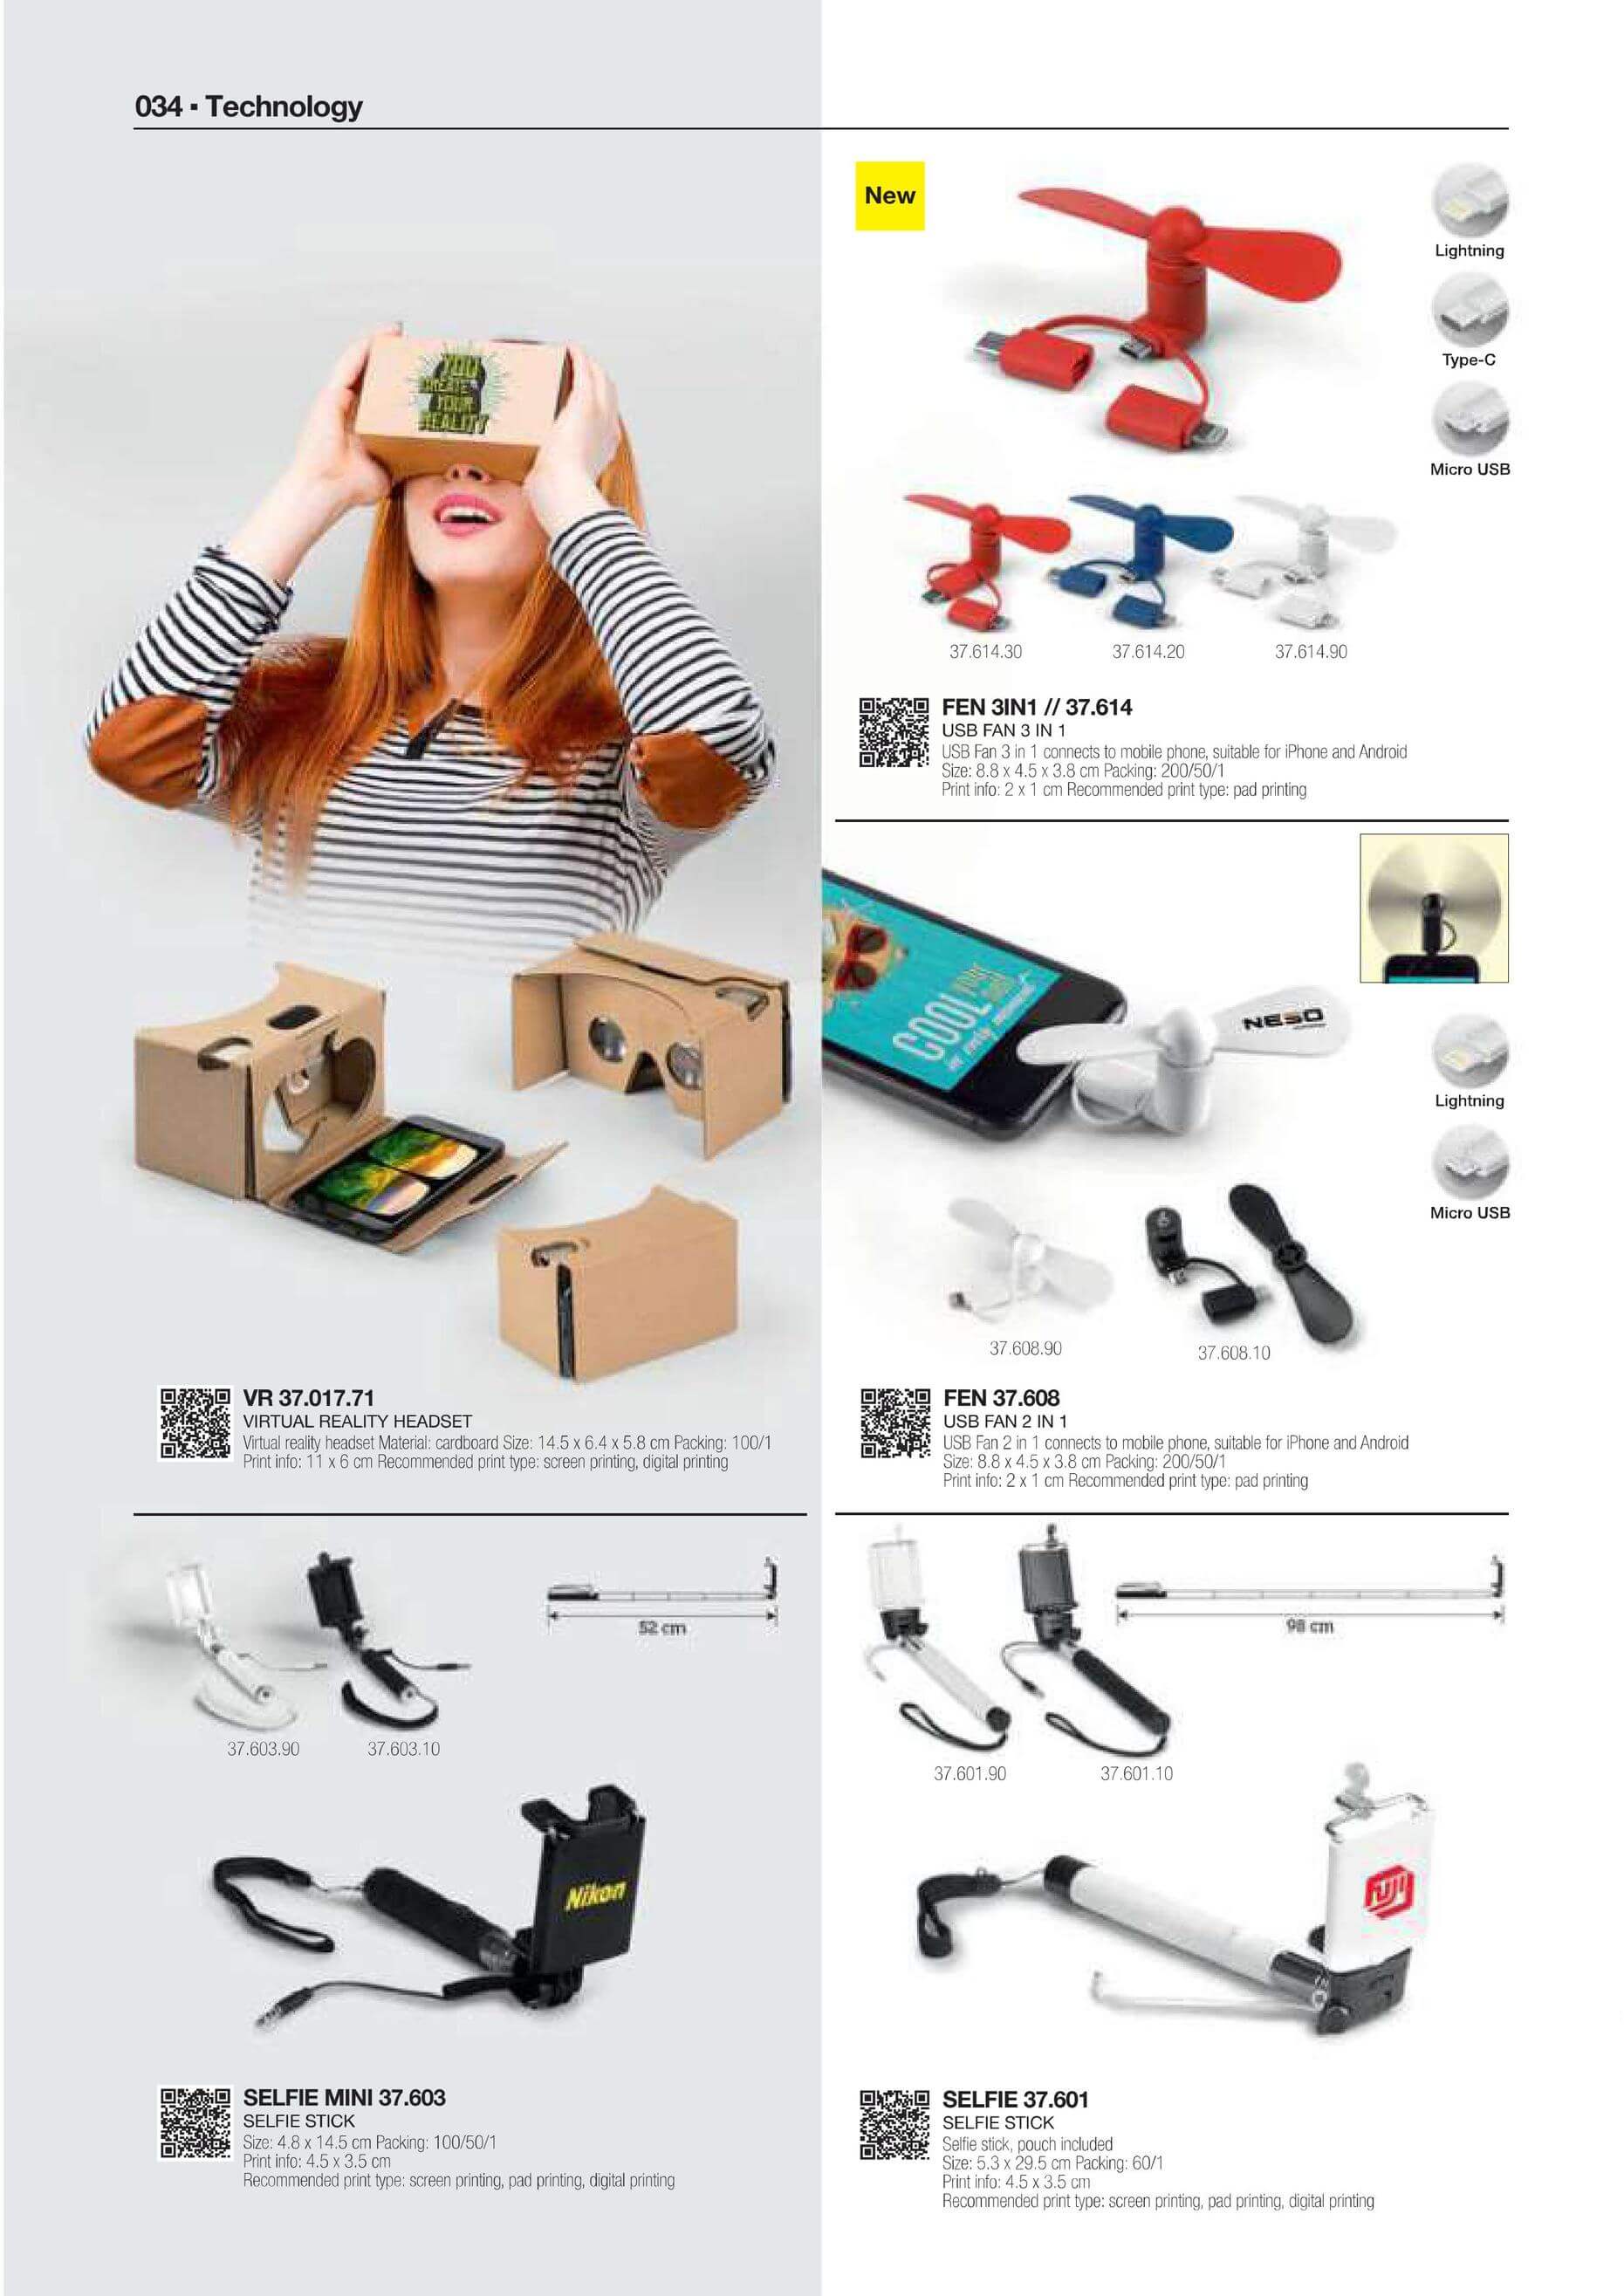 034 ▪ Technology
YOU
CREATE
YOUR
REALITY
VR 37.017.71
VIRTUAL REALITY HEADSET
Virtual reality headset Material: cardboard Size: 14.5 x 6.4 x 5.8 cm Packing: 100/1
Print info: 11 x 6 cm Recommended print type: screen printing, digital printing
New
Lightning
Type-C
Micro USB
37.614.30
37.614.20
37.614.90
FEN 3IN1 // 37.614
USB FAN 3 IN 1
USB Fan 3 in 1 connects to mobile phone, suitable for iPhone and Android
Size: 8.8 x 4.5 x 3.8 cm Packing: 200/50/1
Print info: 2 x 1 cm Recommended print type: pad printing
COOL
NESO
Lightning
Micro USB
37.608.90
37.608.10
FEN 37.608
USB FAN 2 IN 1
USB Fan 2 in 1 connects to mobile phone, suitable for iPhone and Android
Size: 8.8 x 4.5 x 3.8 cm Packing: 200/50/1
Print info: 2 x 1 cm Recommended print type: pad printing
52 cm
37.603.90
37.603.10
Nikon
SELFIE MINI 37.603
SELFIE STICK
Size: 4.8 x 14.5 cm Packing: 100/50/1
Print info: 4.5 x 3.5 cm
Recommended print type: screen printing, pad printing, digital printing
98 cm
37.601.90
37.601.10
SELFIE 37.601
SELFIE STICK
Selfie stick, pouch included
Size: 5.3 x 29.5 cm Packing: 60/1
Print info: 4.5 x 3.5 cm
Recommended print type: screen printing, pad printing, digital printing